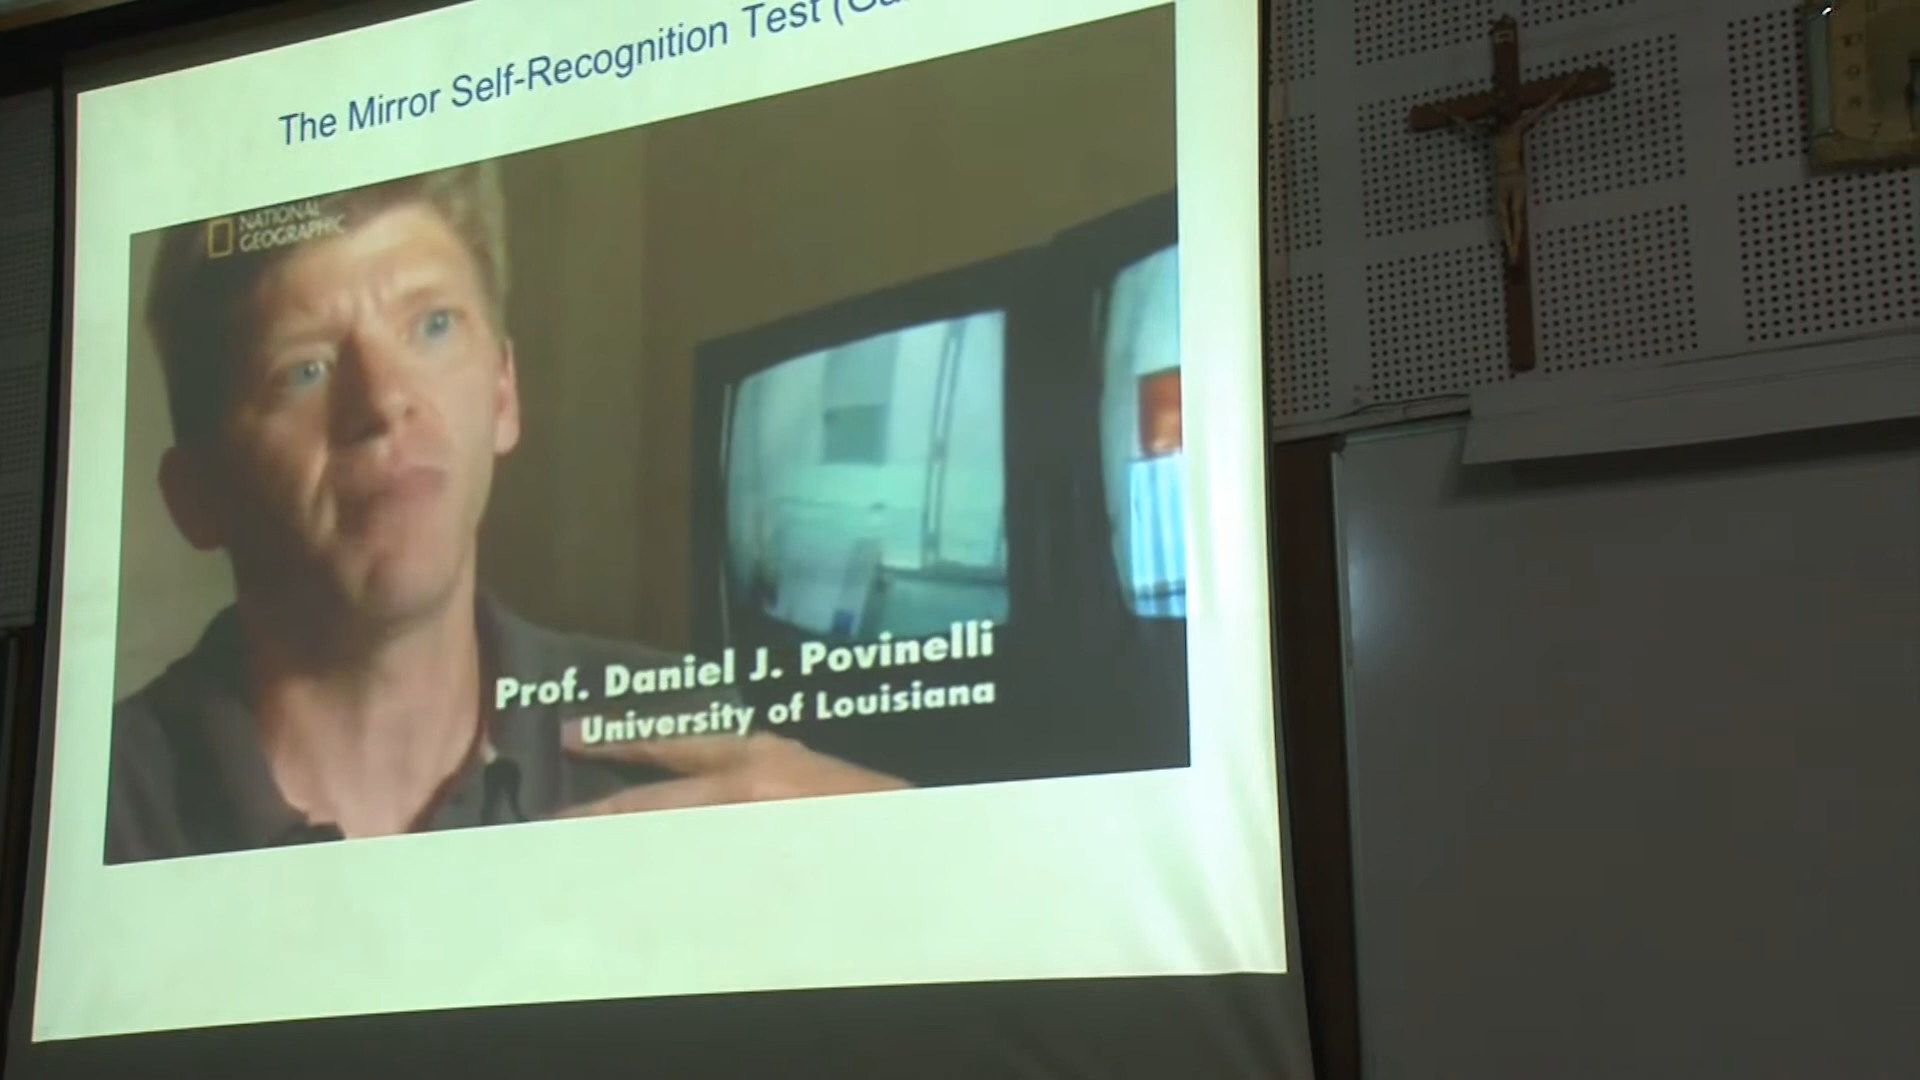 The Mirror Self-Recognition Test
NATIONAL
GEOGRAPHIC
Prof. Daniel J. Povinelli
University of Louisiana